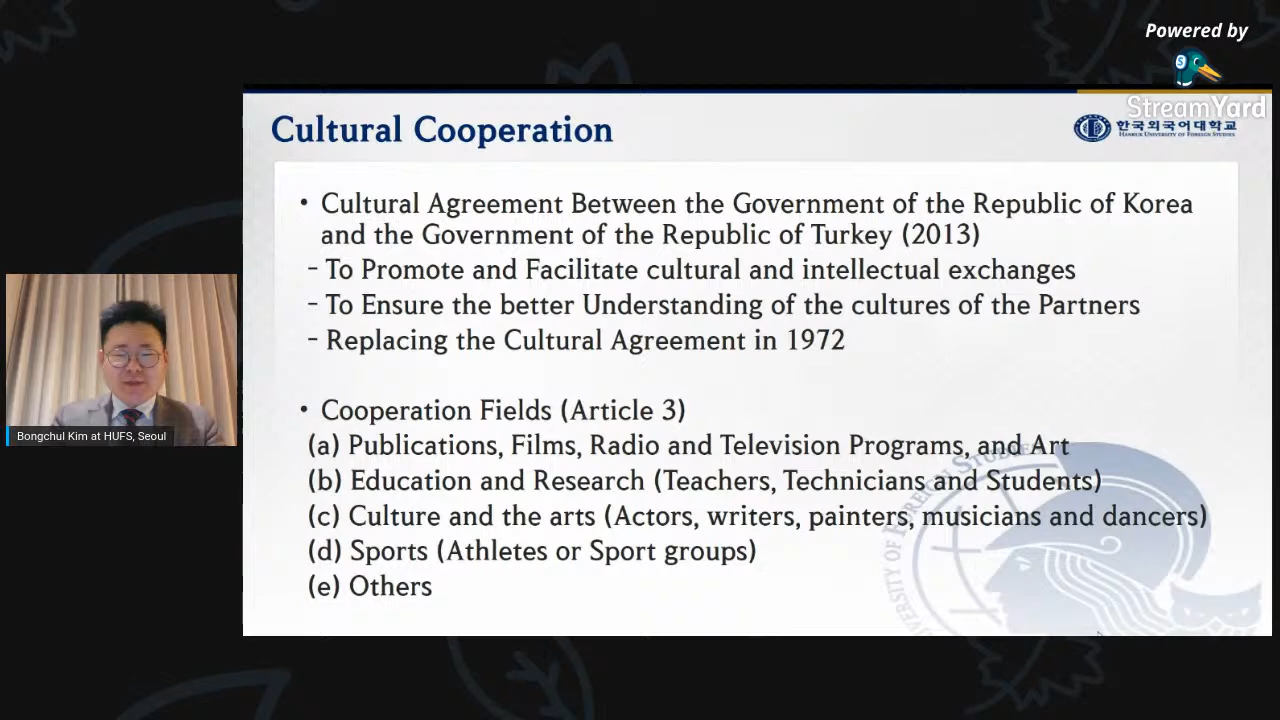 Powered by
StreamYard
Cultural Cooperation
한국외국어대학교
HANKUK UNIVERSITY OF FOREIGN STUDIES
• Cultural Agreement Between the Government of the Republic of Korea
and the Government of the Republic of Turkey (2013)
- To Promote and Facilitate cultural and intellectual exchanges
- To Ensure the better Understanding of the cultures of the Partners
- Replacing the Cultural Agreement in 1972
• Cooperation Fields (Article 3)
(a) Publications, Films, Radio and Television Programs, and Art
(b) Education and Research (Teachers, Technicians and Students)
(c) Culture and the arts (Actors, writers, painters, musicians and dancers)
(d) Sports (Athletes or Sport groups)
(e) Others
Bongchul Kim at HUFS, Seoul